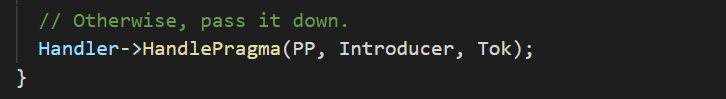 // Otherwise, pass it down.
Handler->HandlePragma(PP, Introducer, Tok);
}